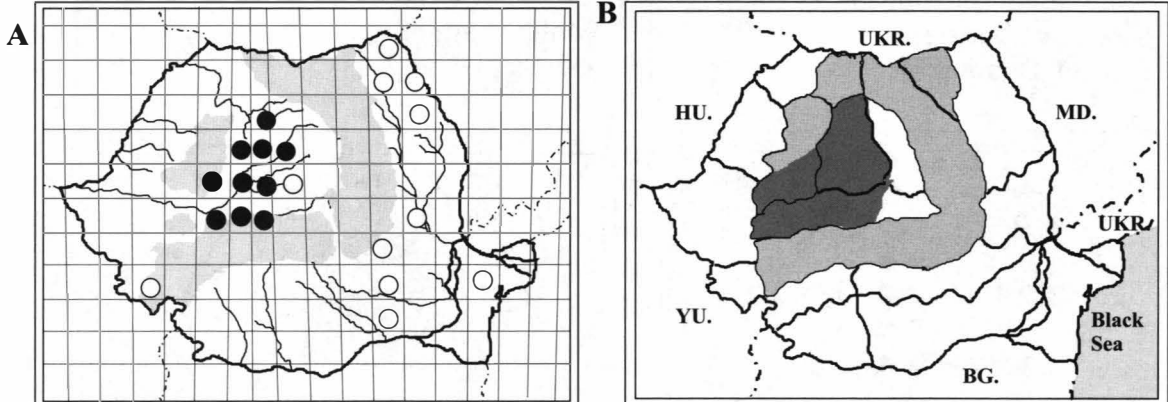 A
B
UKR.
HU.
MD.
UKR.
YU.
Black
Sea
BG.